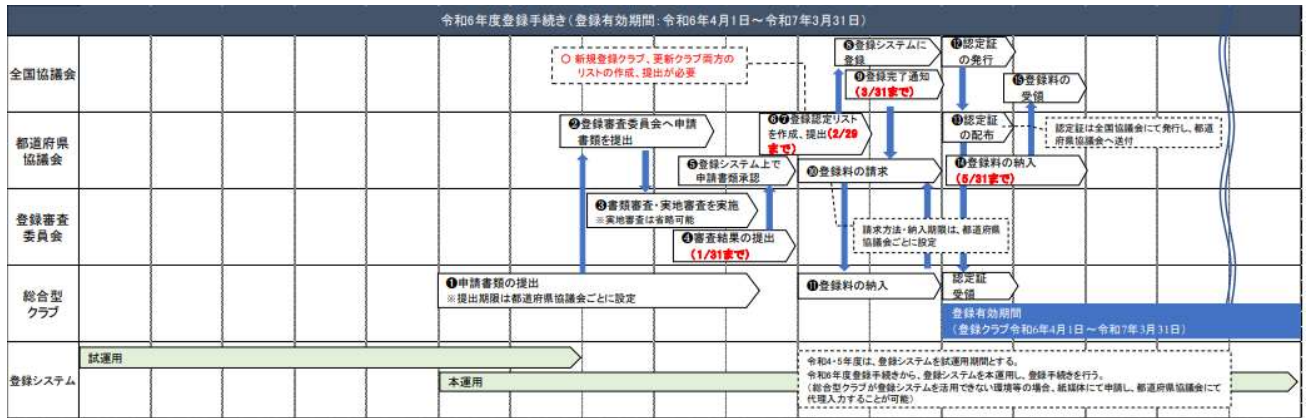 令和6年度登録手続き(登録有効期間:令和6年4月1日～令和7年3月31日)
全国協議会
○ 新規登録クラブ、更新クラブ両方の
リストの作成、提出が必要
❽登録システムに
登録
❾登録完了通知
(3/31まで)
⓬認定証
の発行
⓯登録料の
受領
都道府県
協議会
❷登録審査委員会へ申請
書類を提出
❺登録システム上で
申請書類承認
❻❼登録認定リスト
を作成、提出(2/29
まで)
❿登録料の請求
⓭認定証
の配布
認定証は全国協議会にて発行し、都道
府県協議会へ送付
⓮登録料の納入
(5/31まで)
登録審査
委員会
❸書類審査・実地審査を実施
※実地審査は省略可能
❹審査結果の提出
(1/31まで)
請求方法・納入期限は、都道府県
協議会ごとに設定
総合型
クラブ
❶申請書類の提出
※提出期限は都道府県協議会ごとに設定
⓫登録料の納入
認定証
受領
登録有効期間
(登録クラブ令和6年4月1日～令和7年3月31日)
登録システム
試運用
本運用
令和4・5年度は、登録システムを試運用期間とする。
令和6年度登録手続きから、登録システムを本運用し、登録手続きを行う。
(総合型クラブが登録システムを活用できない環境等の場合、紙媒体にて申請し、都道府県協議会にて
代理入力することが可能)